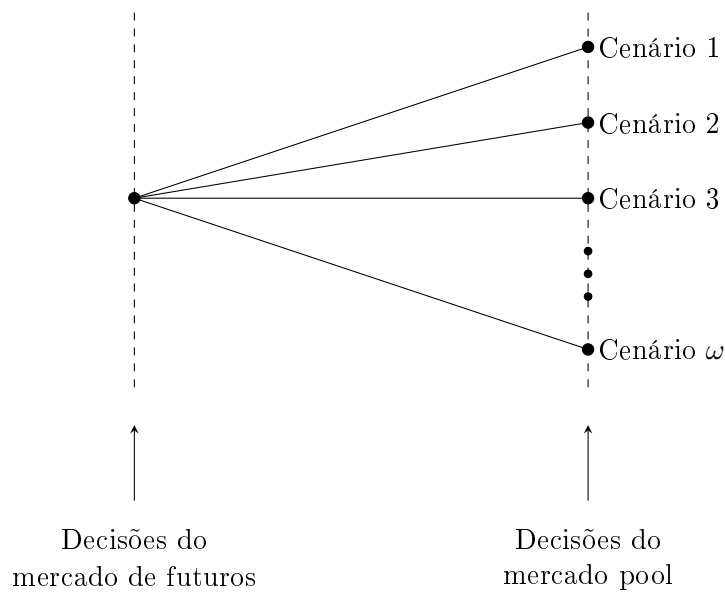 Cenário 1
Cenário 2
Cenário 3
Cenário ω
Decisões do
mercado de futuros
Decisões do
mercado pool